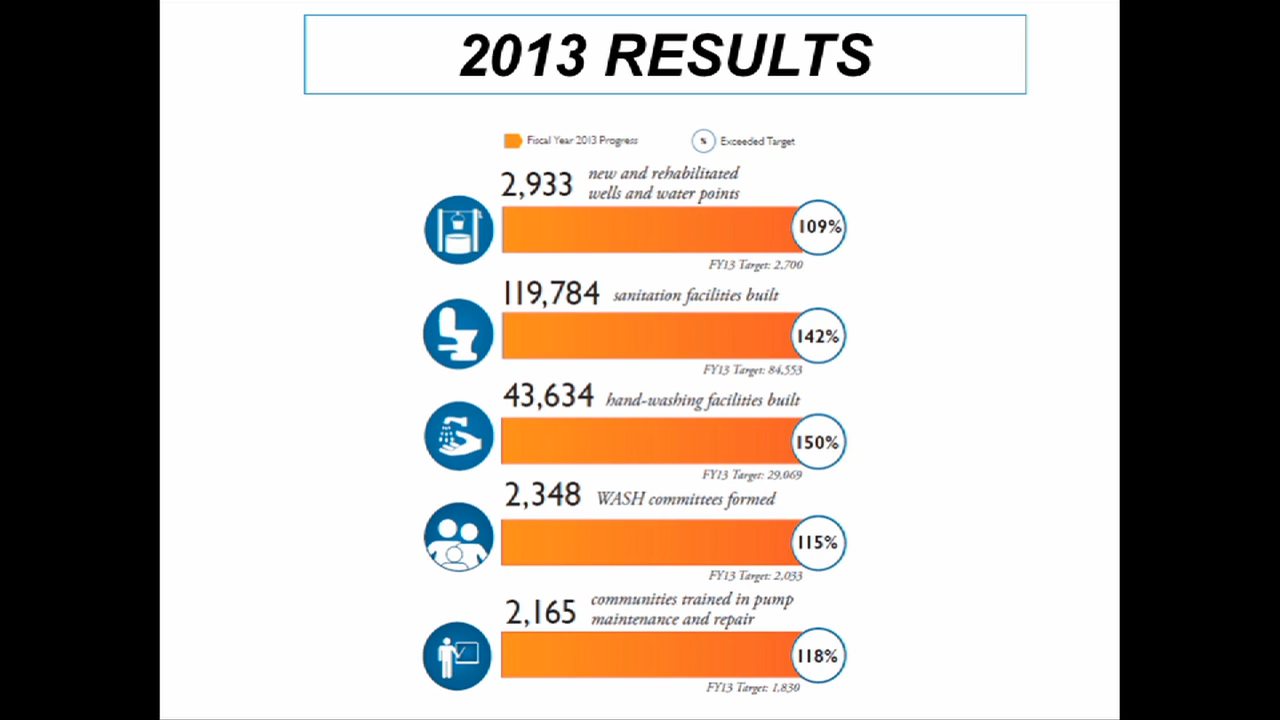 2013 RESULTS
Fiscal Year 2013 Progress
% Exceeded Target
2,933 new and rehabilitated
wells and water points
109%
FY13 Target: 2,700
119,784 sanitation facilities built
142%
FY13 Target: 84,553
43,634 hand-washing facilities built
150%
FY13 Target: 29,069
2,348 WASH committees formed
115%
FY13 Target: 2,033
2,165 communities trained in pump
maintenance and repair
118%
FY13 Target: 1,830